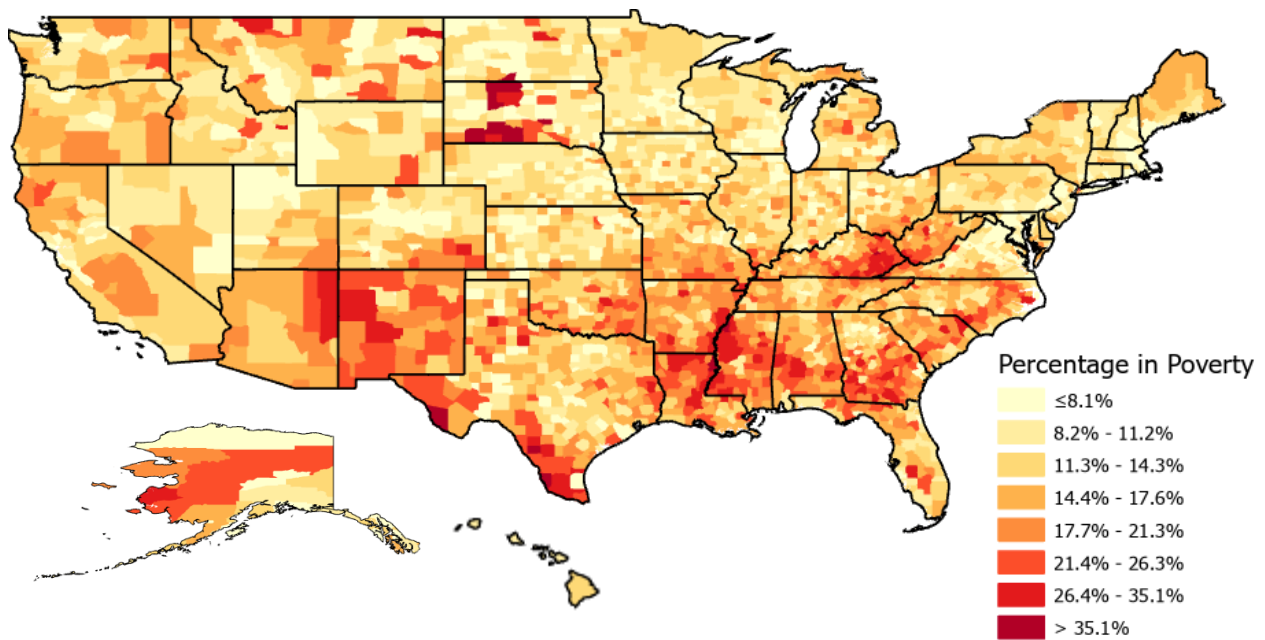 Percentage in Poverty
≤8.1%
8.2% - 11.2%
11.3% - 14.3%
14.4% - 17.6%
17.7% - 21.3%
21.4% - 26.3%
26.4% - 35.1%
> 35.1%